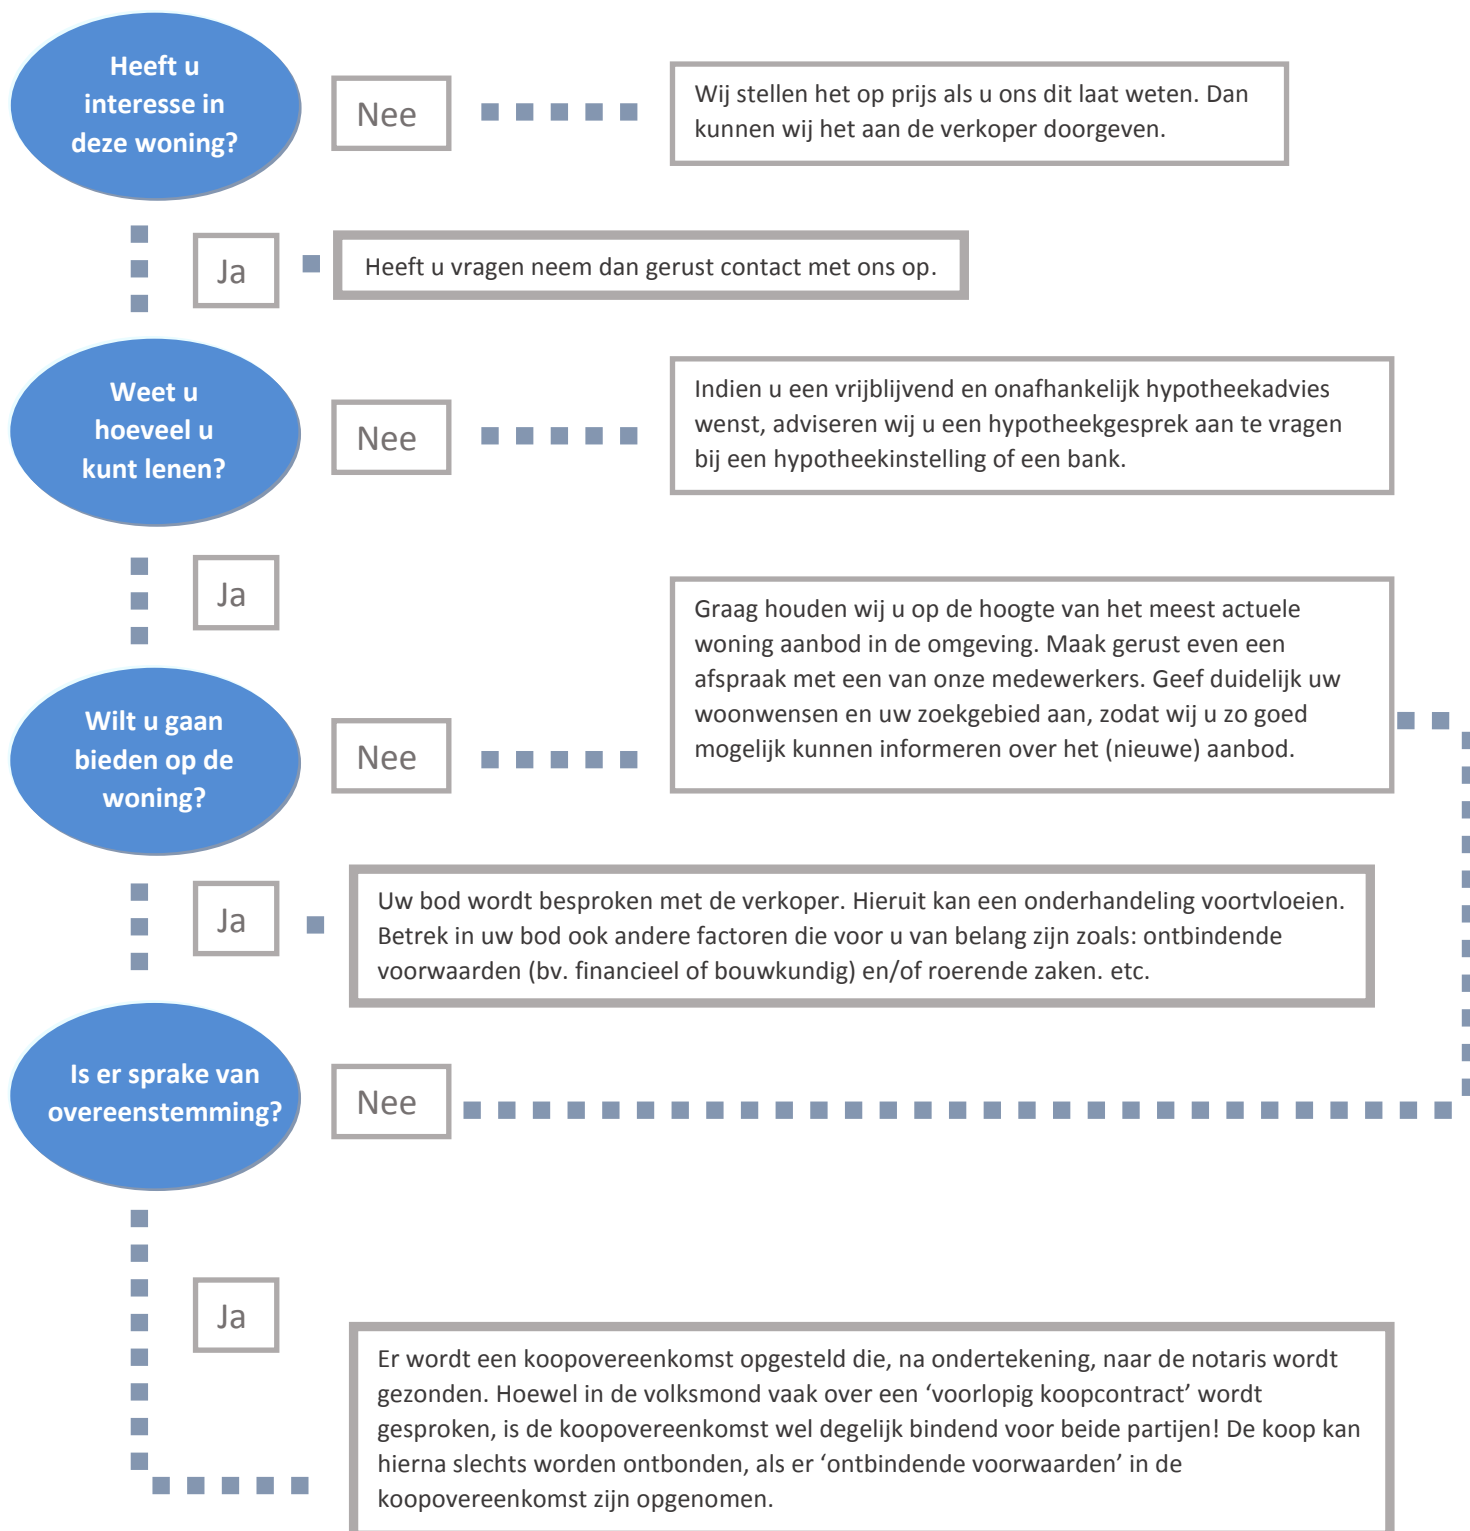 Heeft u
interesse in
deze woning?
Nee
Wij stellen het op prijs als u ons dit laat weten. Dan
kunnen wij het aan de verkoper doorgeven.
Ja
Heeft u vragen neem dan gerust contact met ons op.
Weet u
hoeveel u
kunt lenen?
Nee
Indien u een vrijblijvend en onafhankelijk hypotheekadvies
wenst, adviseren wij u een hypotheekgesprek aan te vragen
bij een hypotheekinstelling of een bank.
Ja
Graag houden wij u op de hoogte van het meest actuele
woning aanbod in de omgeving. Maak gerust even een
afspraak met een van onze medewerkers. Geef duidelijk uw
woonwensen en uw zoekgebied aan, zodat wij u zo goed
mogelijk kunnen informeren over het (nieuwe) aanbod.
Wilt u gaan
bieden op de
woning?
Nee
Ja
Uw bod wordt besproken met de verkoper. Hieruit kan een onderhandeling voortvloeien.
Betrek in uw bod ook andere factoren die voor u van belang zijn zoals: ontbindende
voorwaarden (bv. financieel of bouwkundig) en/of roerende zaken. etc.
Is er sprake van
overeenstemming?
Nee
Ja
Er wordt een koopovereenkomst opgesteld die, na ondertekening, naar de notaris wordt
gezonden. Hoewel in de volksmond vaak over een ‘voorlopig koopcontract’ wordt
gesproken, is de koopovereenkomst wel degelijk bindend voor beide partijen! De koop kan
hierna slechts worden ontbonden, als er ‘ontbindende voorwaarden’ in de
koopovereenkomst zijn opgenomen.